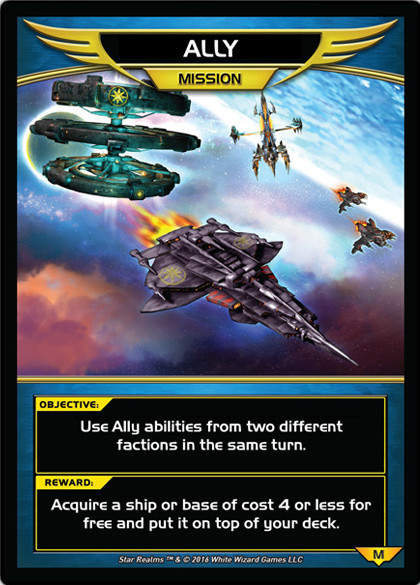 ALLY
MISSION
OBJECTIVE:
Use Ally abilities from two different
factions in the same turn.
REWARD:
Acquire a ship or base of cost 4 or less for
free and put it on top of your deck.
M
Star Realms ™ & © 2016 White Wizard Games LLC